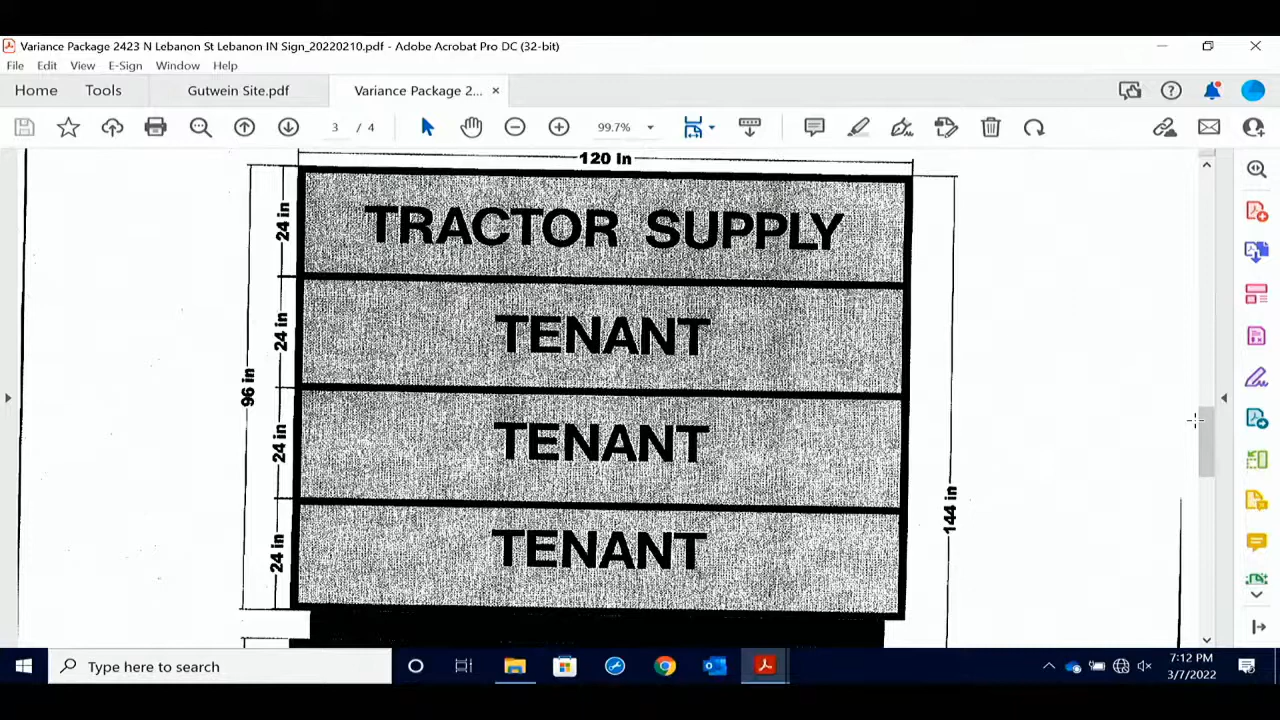 Variance Package 2423 N Lebanon St Lebanon IN Sign_20220210.pdf - Adobe Acrobat Pro DC (32-bit)
File Edit View E-Sign Window Help
Home Tools Gutwein Site.pdf Variance Package 2... ×
3 / 4 99.7%
120 in
24 in
TRACTOR SUPPLY
24 in
TENANT
96 in
24 in
TENANT
144 in
24 in
TENANT
Type here to search
7:12 PM
3/7/2022